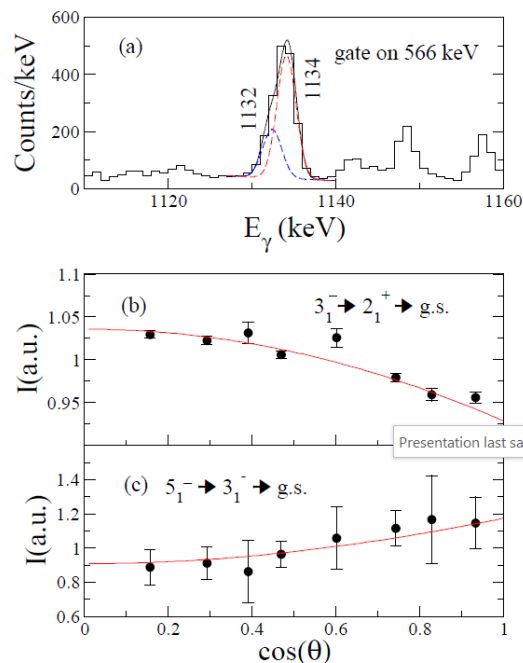 (a)
gate on 566 keV
1132
1134
Counts/keV
600
400
200
0
1120
1140
1160
E_γ (keV)
(b)
3₁⁻ → 2₁⁺ → g.s.
I(a.u.)
1.1
1.05
1
0.95
Presentation last sa
(c)
5₁⁻ → 3₁⁻ → g.s.
I(a.u.)
1.4
1.2
1
0.8
0.6
0
0.2
0.4
0.6
0.8
1
cos(θ)